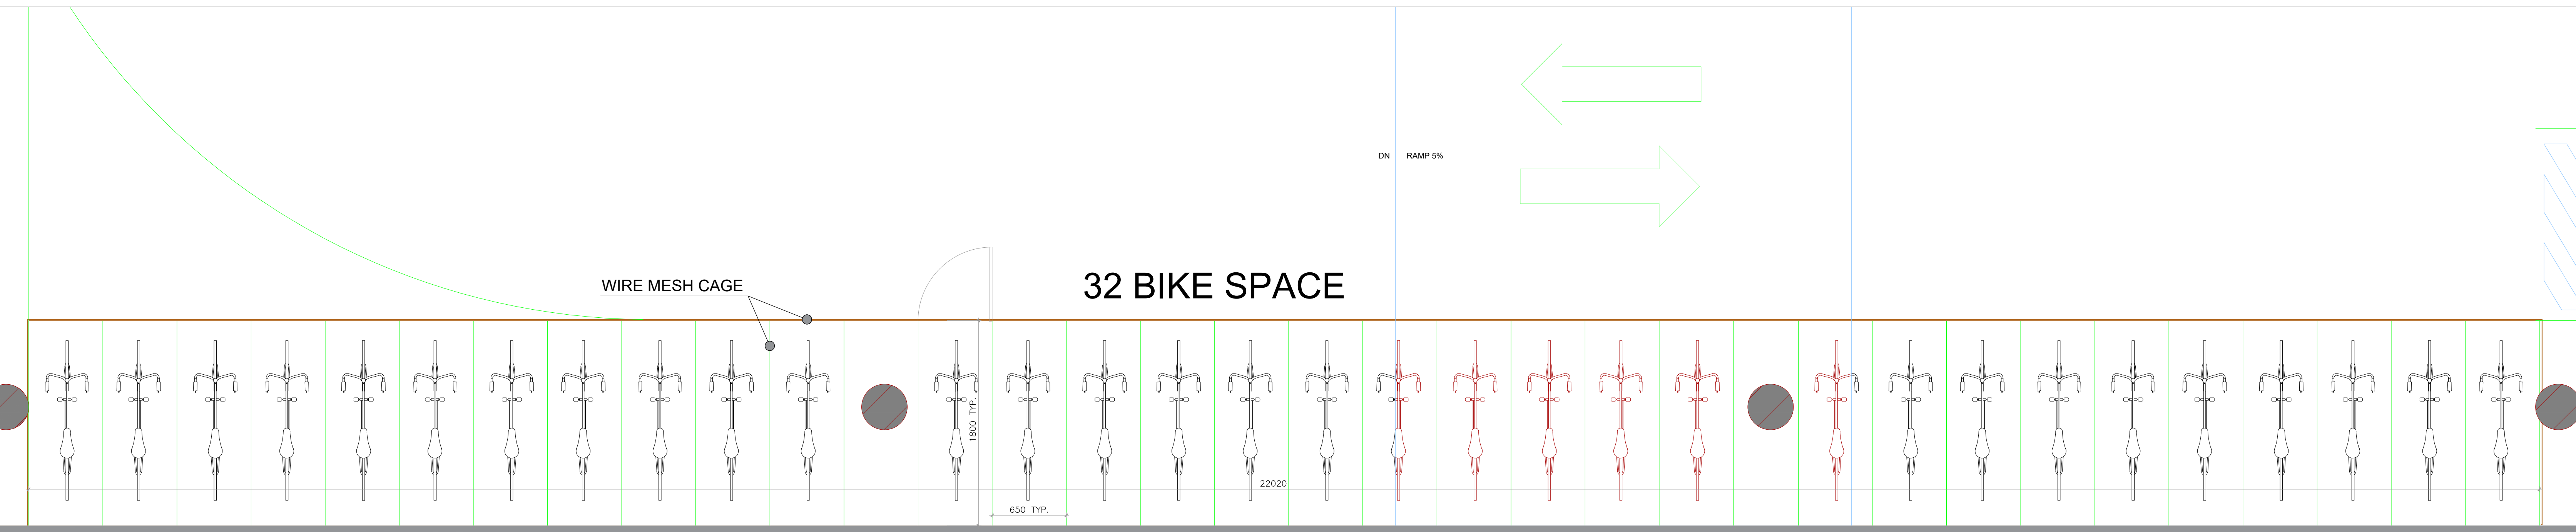 DN RAMP 5%
WIRE MESH CAGE
32 BIKE SPACE
1800 TYP.
22020
650 TYP.